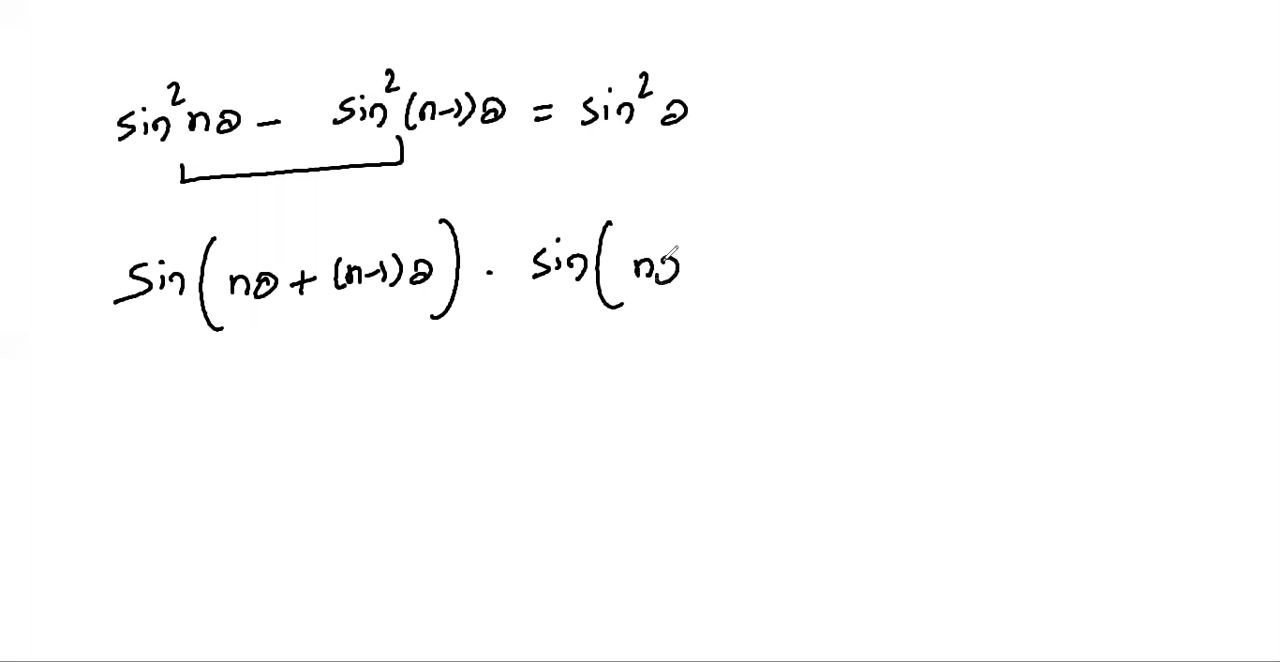 sin²nθ − sin²(n-1)θ = sin²θ
sin(nθ + (n-1)θ) . sin(n